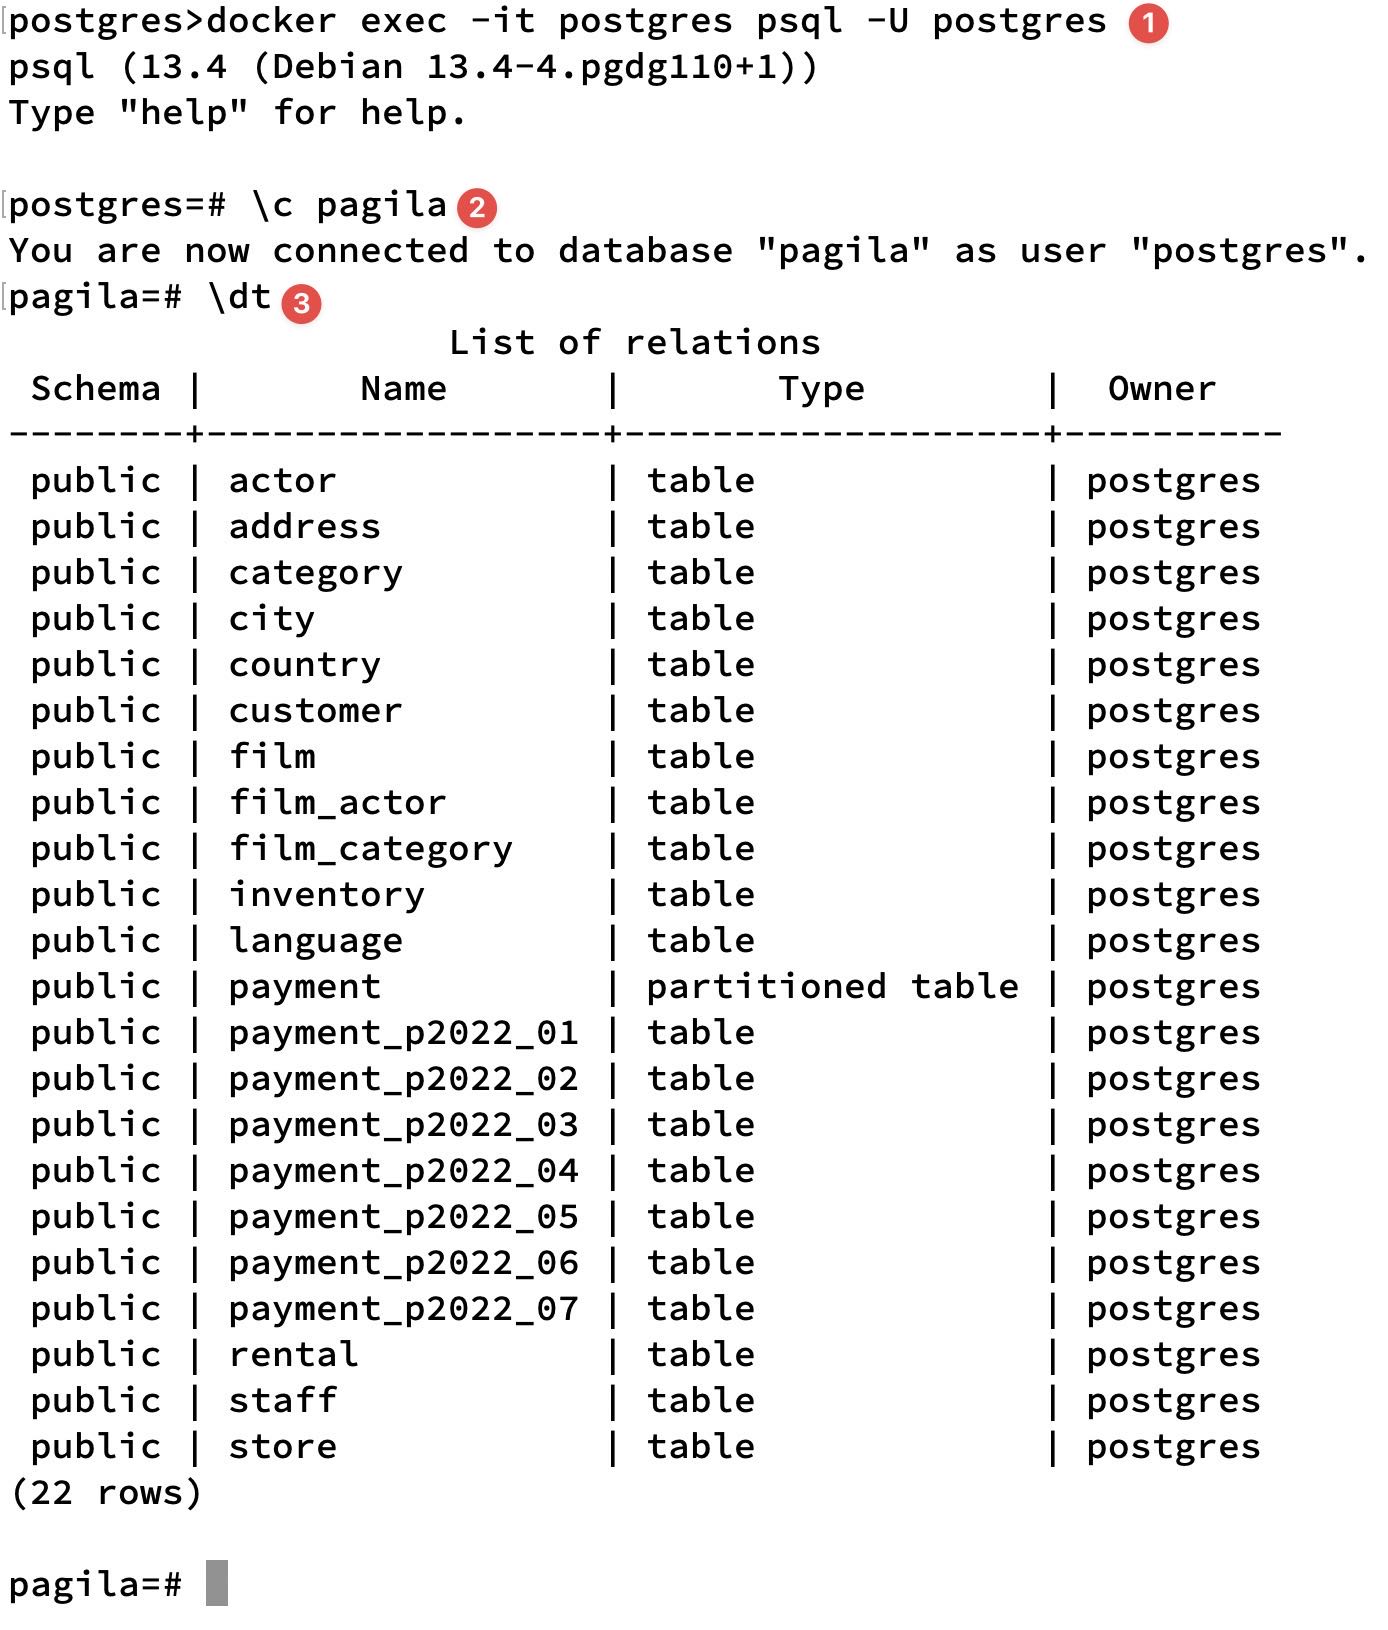 postgres>docker exec -it postgres psql -U postgres 1
psql (13.4 (Debian 13.4-4.pgdg110+1))
Type "help" for help.
postgres=# \c pagila 2
You are now connected to database "pagila" as user "postgres".
pagila=# \dt 3
List of relations
Schema | Name | Type | Owner
--------+------------------+-------------------+----------
public | actor | table | postgres
public | address | table | postgres
public | category | table | postgres
public | city | table | postgres
public | country | table | postgres
public | customer | table | postgres
public | film | table | postgres
public | film_actor | table | postgres
public | film_category | table | postgres
public | inventory | table | postgres
public | language | table | postgres
public | payment | partitioned table | postgres
public | payment_p2022_01 | table | postgres
public | payment_p2022_02 | table | postgres
public | payment_p2022_03 | table | postgres
public | payment_p2022_04 | table | postgres
public | payment_p2022_05 | table | postgres
public | payment_p2022_06 | table | postgres
public | payment_p2022_07 | table | postgres
public | rental | table | postgres
public | staff | table | postgres
public | store | table | postgres
(22 rows)
pagila=#